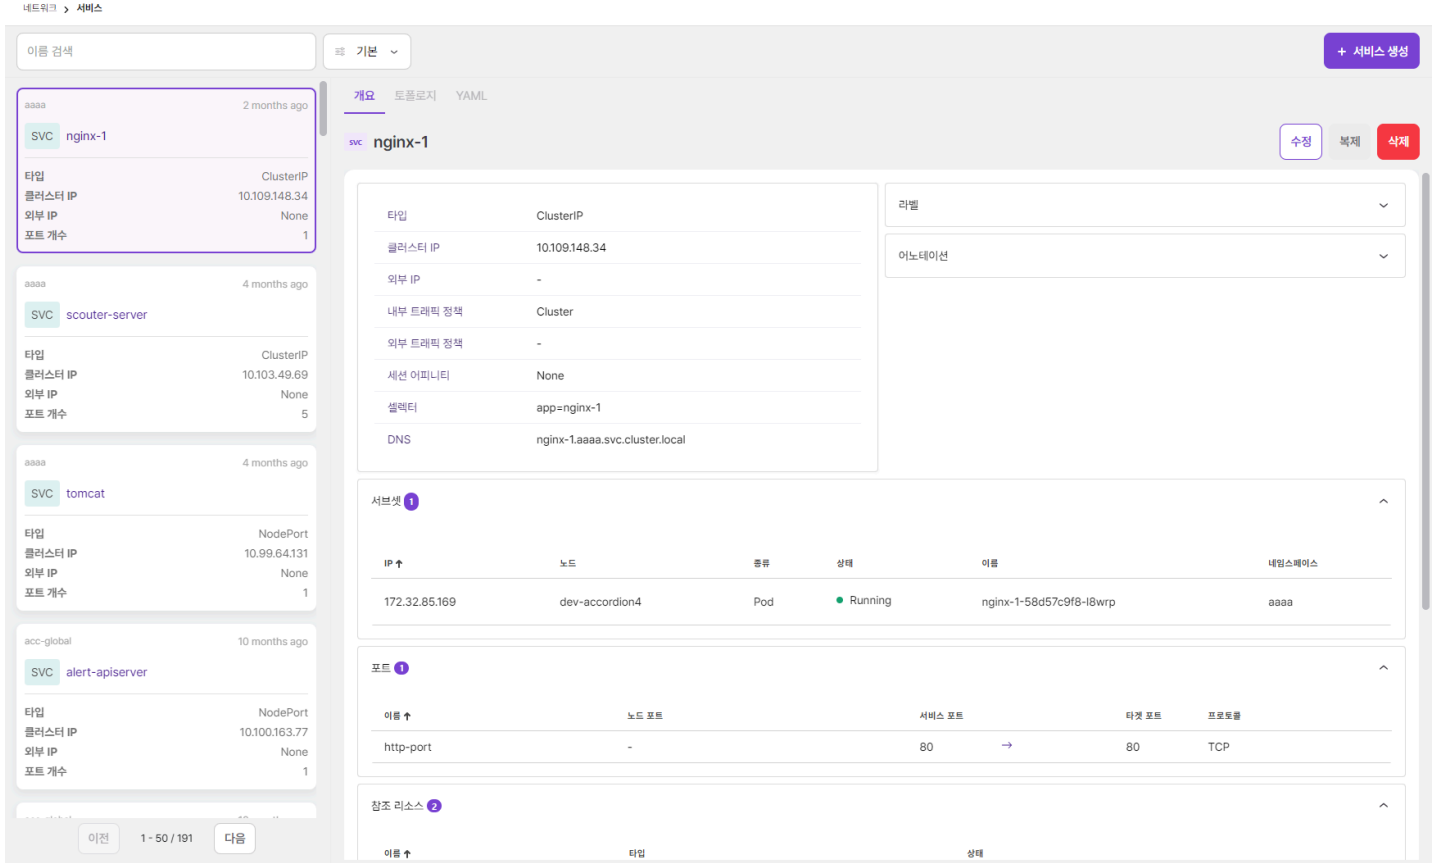 네트워크 > 서비스
이름 검색
기본
+ 서비스 생성
aaaa 2 months ago
SVC nginx-1
타입 ClusterIP
클러스터 IP 10.109.148.34
외부 IP None
포트 개수 1
aaaa 4 months ago
SVC scouter-server
타입 ClusterIP
클러스터 IP 10.103.49.69
외부 IP None
포트 개수 5
aaaa 4 months ago
SVC tomcat
타입 NodePort
클러스터 IP 10.99.64.131
외부 IP None
포트 개수 1
acc-global 10 months ago
SVC alert-apiserver
타입 NodePort
클러스터 IP 10.100.163.77
외부 IP None
포트 개수 1
이전 1 - 50 / 191 다음
개요 토폴로지 YAML
SVC nginx-1
수정 복제 삭제
타입 ClusterIP
클러스터 IP 10.109.148.34
외부 IP -
내부 트래픽 정책 Cluster
외부 트래픽 정책 -
세션 어피니티 None
셀렉터 app=nginx-1
DNS nginx-1.aaaa.svc.cluster.local
라벨
어노테이션
서브셋 1
IP ↑ 노드 종류 상태 이름 네임스페이스
172.32.85.169 dev-accordion4 Pod Running nginx-1-58d57c9f8-l8wrp aaaa
포트 1
이름 ↑ 노드 포트 서비스 포트 타겟 포트 프로토콜
http-port - 80 → 80 TCP
참조 리소스 2
이름 ↑ 타입 상태